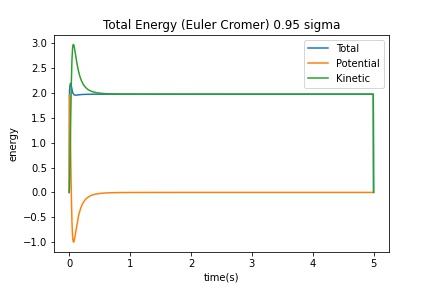 Total Energy (Euler Cromer) 0.95 sigma
3.0
2.5
2.0
1.5
1.0
0.5
0.0
−0.5
−1.0
energy
Total
Potential
Kinetic
0 1 2 3 4 5
time(s)